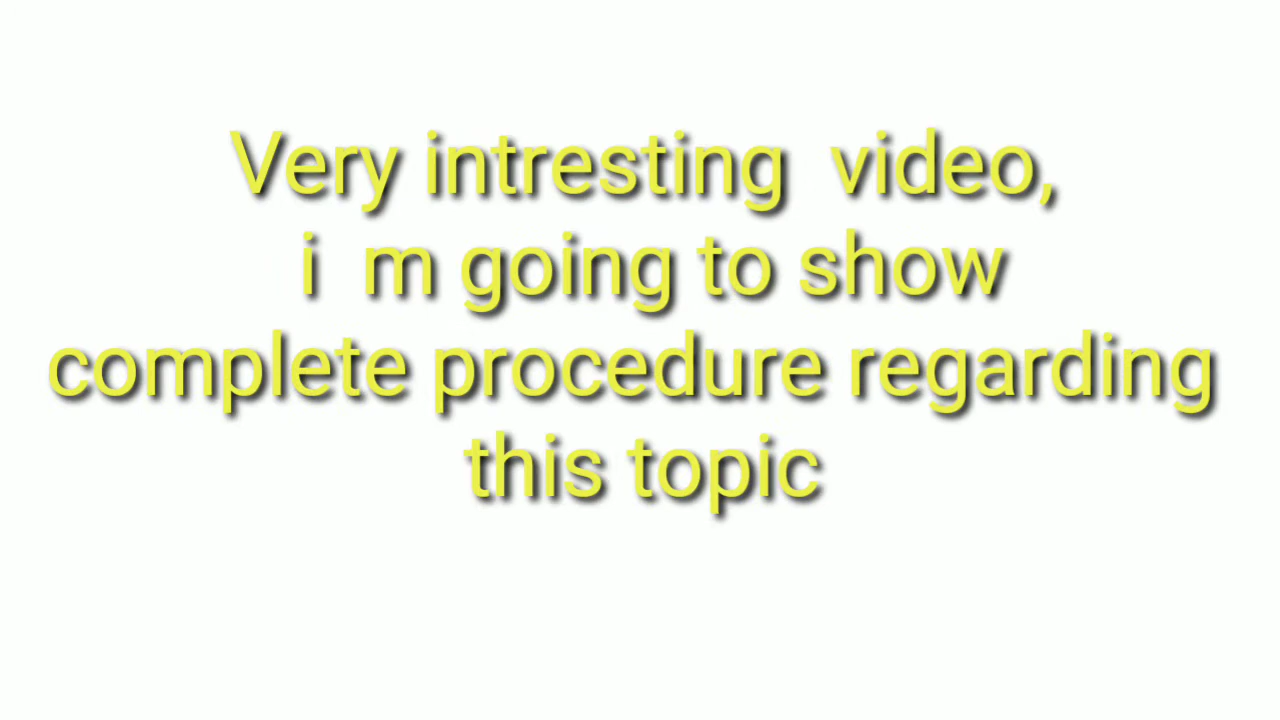 Very intresting  video,
i  m going to show
complete procedure regarding
this topic